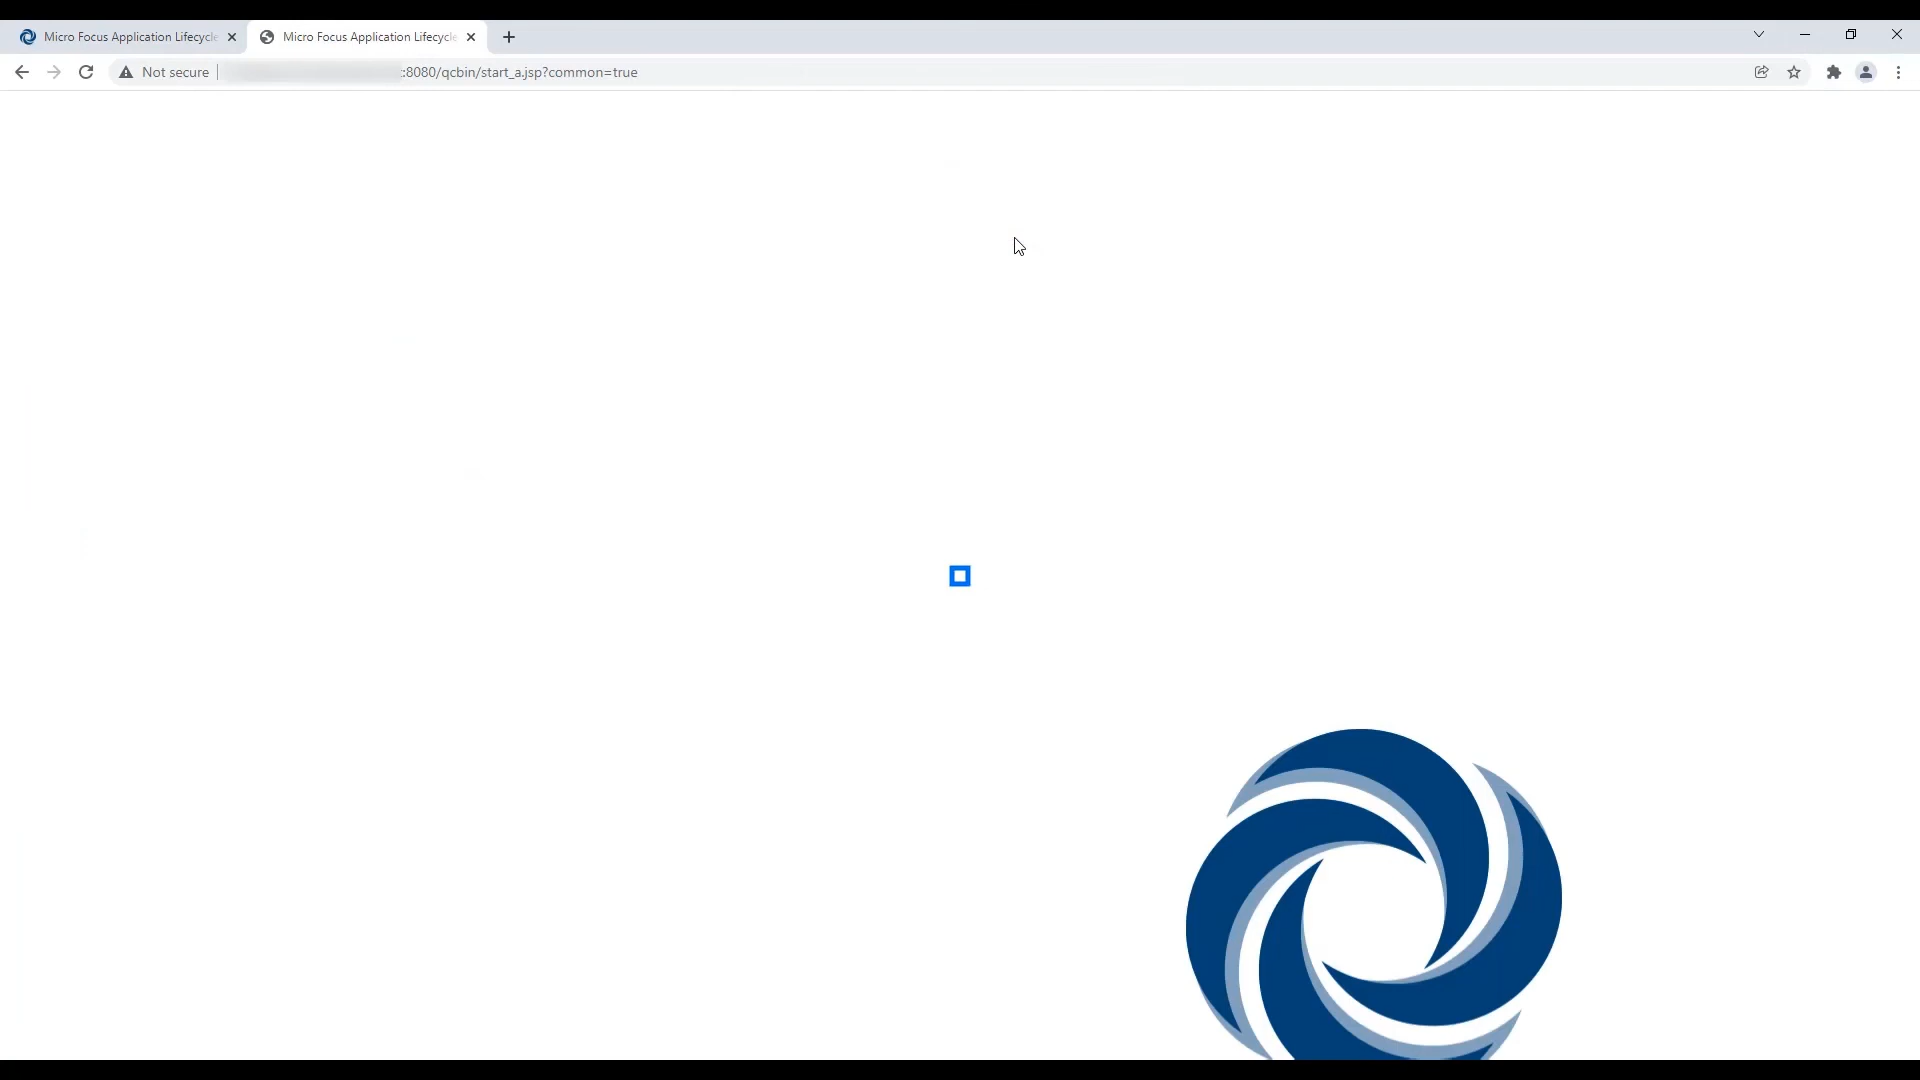 Micro Focus Application Lifecycle
Micro Focus Application Lifecycle
Not secure
:8080/qcbin/start_a.jsp?common=true